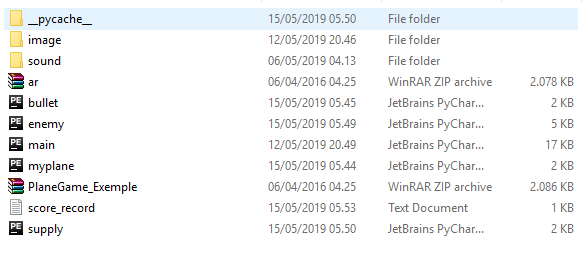 __pycache__ 15/05/2019 05.50 File folder
image 12/05/2019 20.46 File folder
sound 06/05/2019 04.13 File folder
ar 06/04/2016 04.25 WinRAR ZIP archive 2.078 KB
PE bullet 15/05/2019 05.45 JetBrains PyChar... 2 KB
PE enemy 15/05/2019 05.49 JetBrains PyChar... 5 KB
PE main 12/05/2019 20.49 JetBrains PyChar... 17 KB
PE myplane 15/05/2019 05.44 JetBrains PyChar... 2 KB
PlaneGame_Exemple 06/04/2016 04.25 WinRAR ZIP archive 2.086 KB
score_record 15/05/2019 05.53 Text Document 1 KB
PE supply 15/05/2019 05.50 JetBrains PyChar... 2 KB